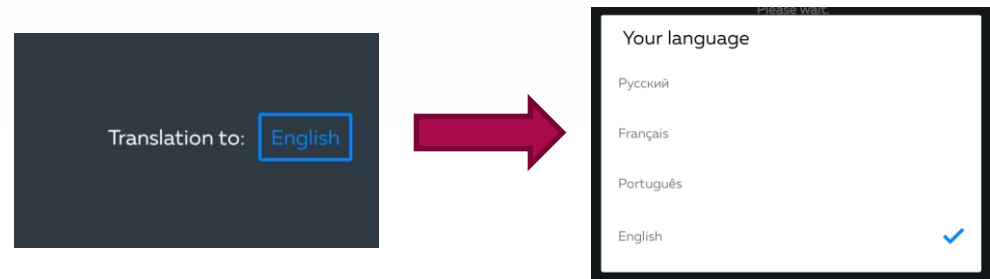 Translation to: English
Please wait.
Your language
Русский
Français
Português
English